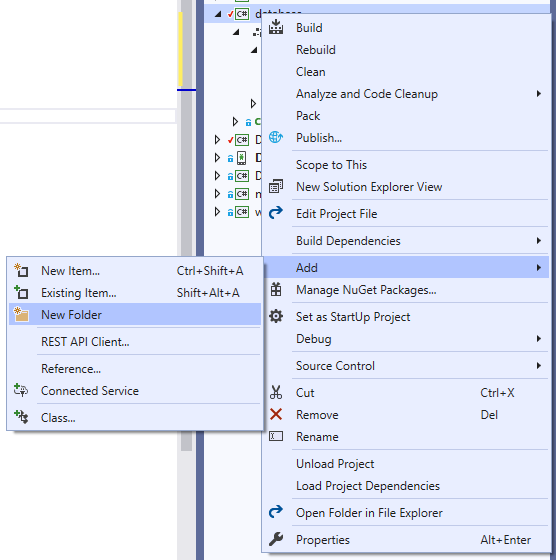 database
Build
Rebuild
Clean
Analyze and Code Cleanup
Pack
Publish...
Scope to This
New Solution Explorer View
Edit Project File
Build Dependencies
Add
Manage NuGet Packages...
Set as StartUp Project
Debug
Source Control
Cut Ctrl+X
Remove Del
Rename
Unload Project
Load Project Dependencies
Open Folder in File Explorer
Properties Alt+Enter
New Item... Ctrl+Shift+A
Existing Item... Shift+Alt+A
New Folder
REST API Client...
Reference...
Connected Service
Class...
C#
C# D
D
C# D
C# n
C# w